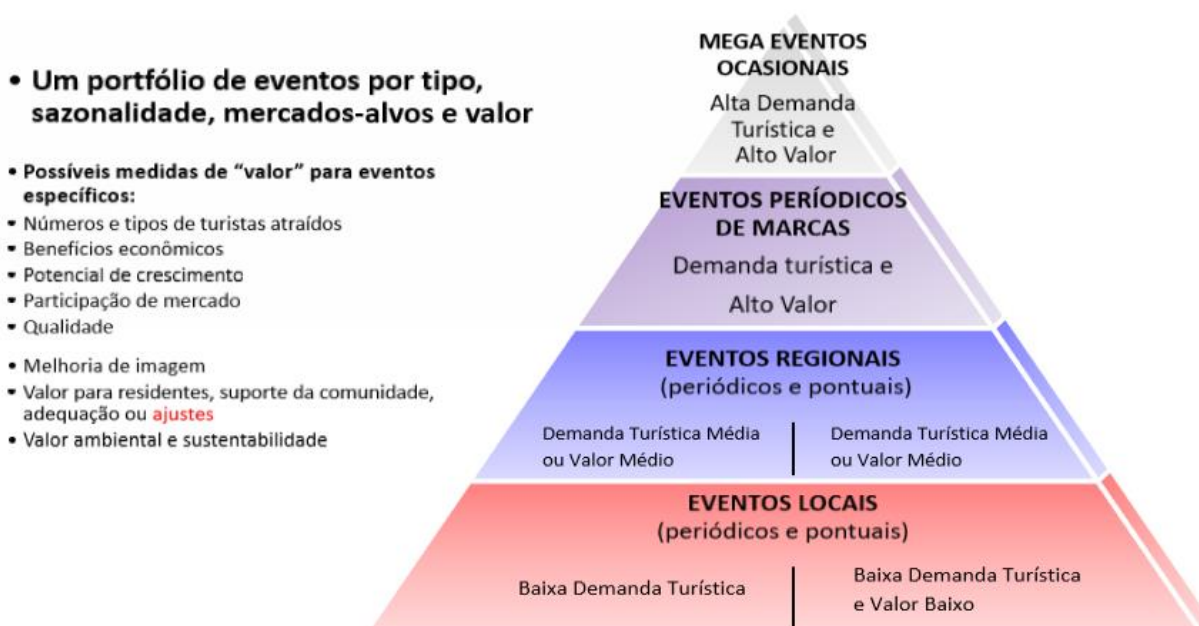 • Um portfólio de eventos por tipo,
sazonalidade, mercados-alvos e valor
• Possíveis medidas de “valor” para eventos
específicos:
• Números e tipos de turistas atraídos
• Benefícios econômicos
• Potencial de crescimento
• Participação de mercado
• Qualidade
• Melhoria de imagem
• Valor para residentes, suporte da comunidade,
adequação ou ajustes
• Valor ambiental e sustentabilidade
MEGA EVENTOS
OCASIONAIS
Alta Demanda
Turística e
Alto Valor
EVENTOS PERÍODICOS
DE MARCAS
Demanda turística e
Alto Valor
EVENTOS REGIONAIS
(periódicos e pontuais)
Demanda Turística Média
ou Valor Médio
Demanda Turística Média
ou Valor Médio
EVENTOS LOCAIS
(periódicos e pontuais)
Baixa Demanda Turística
Baixa Demanda Turística
e Valor Baixo